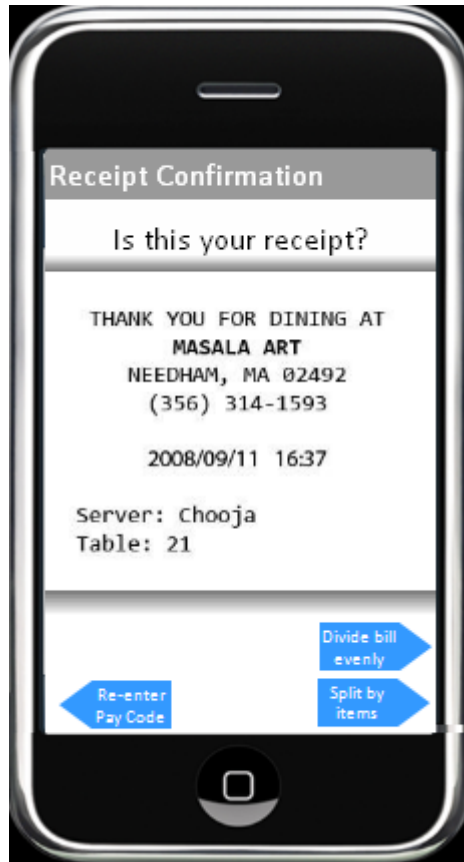 Receipt Confirmation
Is this your receipt?
THANK YOU FOR DINING AT
MASALA ART
NEEDHAM, MA 02492
(356) 314-1593
2008/09/11 16:37
Server: Chooja
Table: 21
Divide bill
evenly
Re-enter
Pay Code
Split by
items